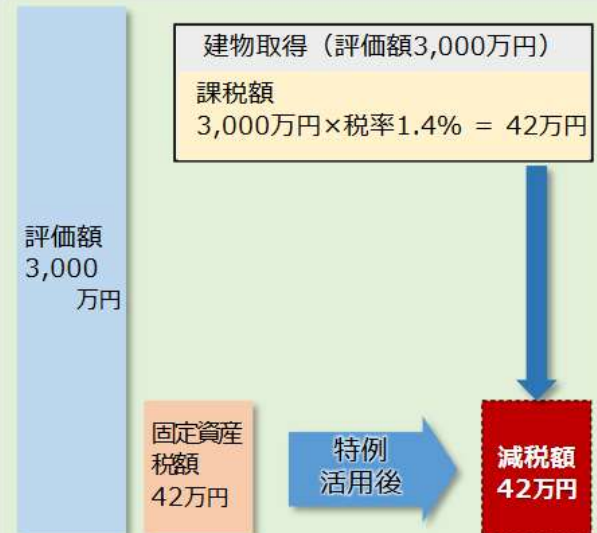 建物取得（評価額3,000万円）
課税額
3,000万円×税率1.4% = 42万円
評価額
3,000
万円
固定資産
税額
42万円
特例
活用後
減税額
42万円